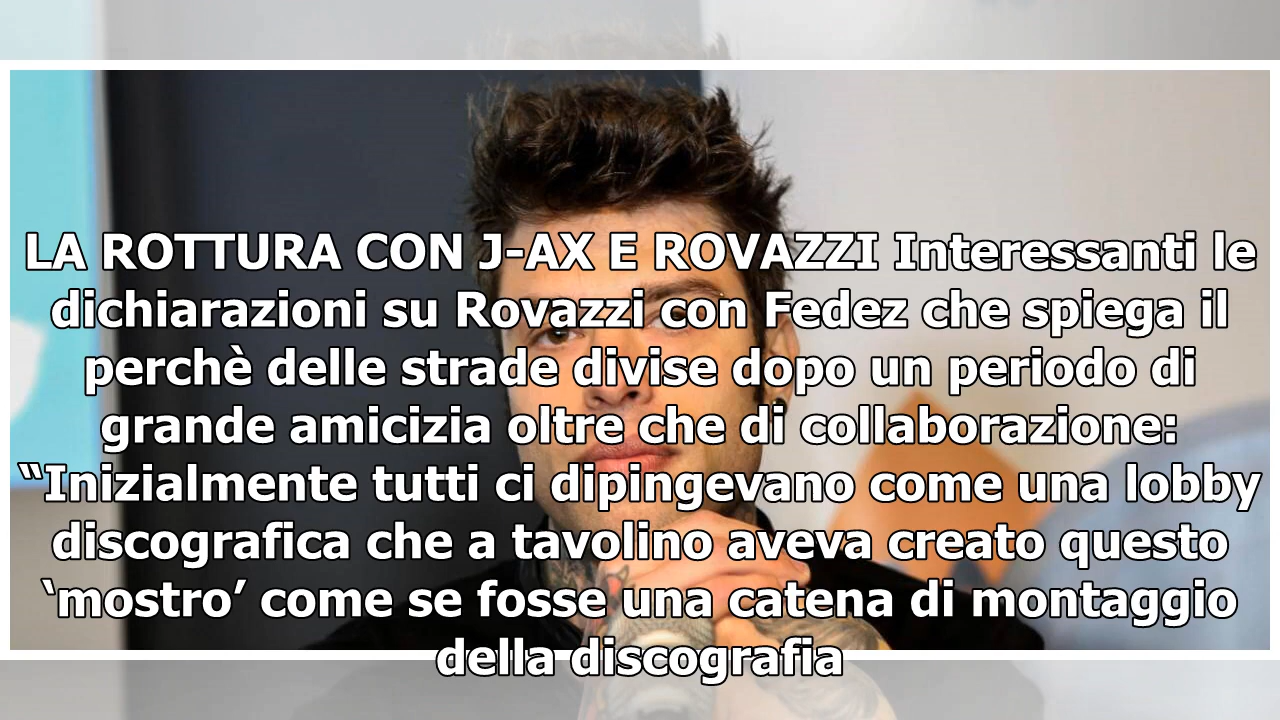 LA ROTTURA CON J-AX E ROVAZZI Interessanti le
dichiarazioni su Rovazzi con Fedez che spiega il
perchè delle strade divise dopo un periodo di
grande amicizia oltre che di collaborazione:
“Inizialmente tutti ci dipingevano come una lobby
discografica che a tavolino aveva creato questo
‘mostro’ come se fosse una catena di montaggio
della discografia